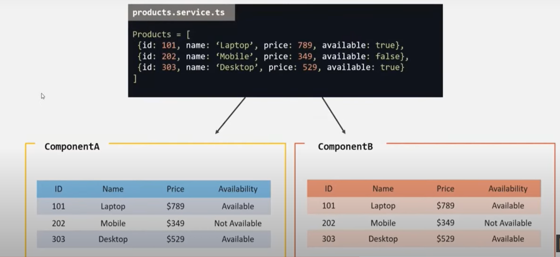 products.service.ts
Products = [
{id: 101, name: ‘Laptop’, price: 789, available: true},
{id: 202, name: ‘Mobile’, price: 349, available: false},
{id: 303, name: ‘Desktop’, price: 529, available: true}
]
ComponentA
ID Name Price Availability
101 Laptop $789 Available
202 Mobile $349 Not Available
303 Desktop $529 Available
ComponentB
ID Name Price Availability
101 Laptop $789 Available
202 Mobile $349 Not Available
303 Desktop $529 Available